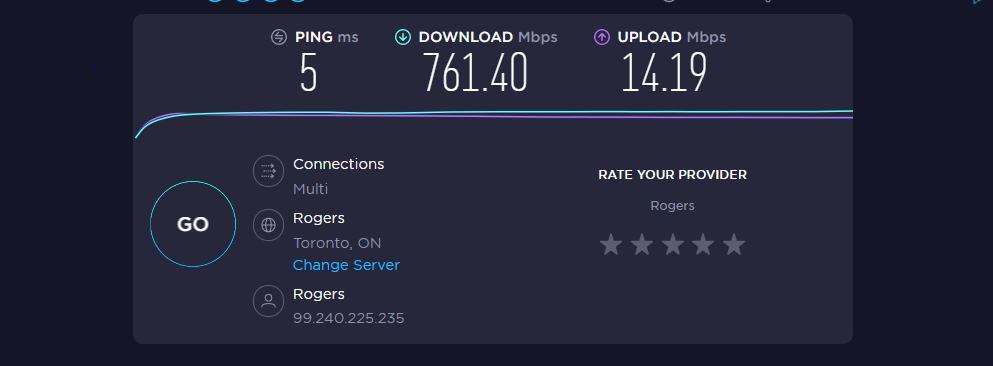 PING ms
DOWNLOAD Mbps
UPLOAD Mbps
5
761.40
14.19
GO
Connections
Multi
Rogers
Toronto, ON
Change Server
Rogers
99.240.225.235
RATE YOUR PROVIDER
Rogers